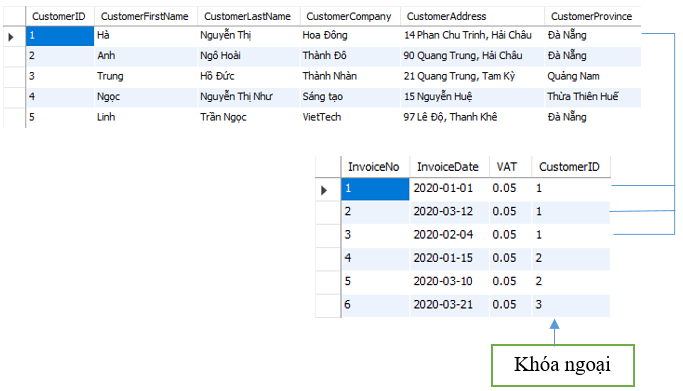 CustomerID CustomerFirstName CustomerLastName CustomerCompany CustomerAddress CustomerProvince
1 Hà Nguyễn Thị Hoa Đông 14 Phan Chu Trinh, Hải Châu Đà Nẵng
2 Anh Ngô Hoài Thành Đô 90 Quang Trung, Hải Châu Đà Nẵng
3 Trung Hồ Đức Thành Nhàn 21 Quang Trung, Tam Kỳ Quảng Nam
4 Ngọc Nguyễn Thị Như Sáng tạo 15 Nguyễn Huệ Thừa Thiên Huế
5 Linh Trần Ngọc VietTech 97 Lê Độ, Thanh Khê Đà Nẵng
InvoiceNo InvoiceDate VAT CustomerID
1 2020-01-01 0.05 1
2 2020-03-12 0.05 1
3 2020-02-04 0.05 1
4 2020-01-15 0.05 2
5 2020-03-10 0.05 2
6 2020-03-21 0.05 3
Khóa ngoại